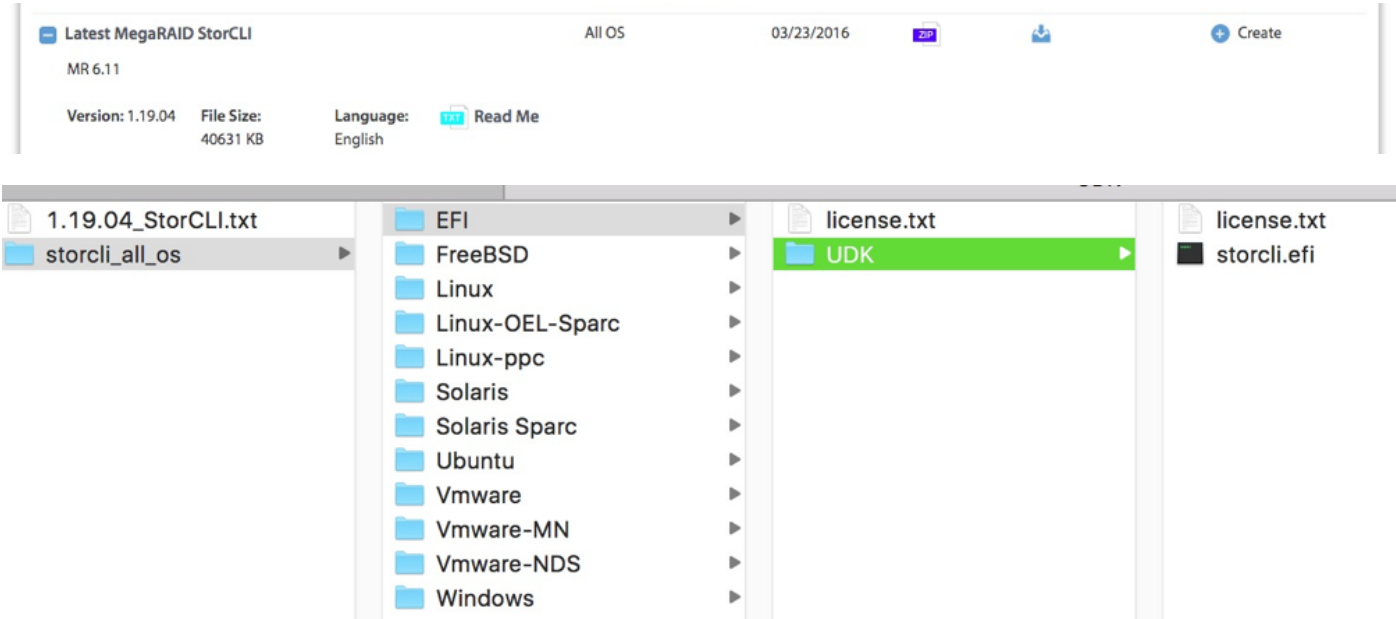 Latest MegaRAID StorCLI All OS 03/23/2016 ZIP Create
MR 6.11
Version: 1.19.04 File Size: Language: TXT Read Me
40631 KB English
1.19.04_StorCLI.txt EFI license.txt license.txt
storcli_all_os FreeBSD UDK storcli.efi
Linux
Linux-OEL-Sparc
Linux-ppc
Solaris
Solaris Sparc
Ubuntu
Vmware
Vmware-MN
Vmware-NDS
Windows